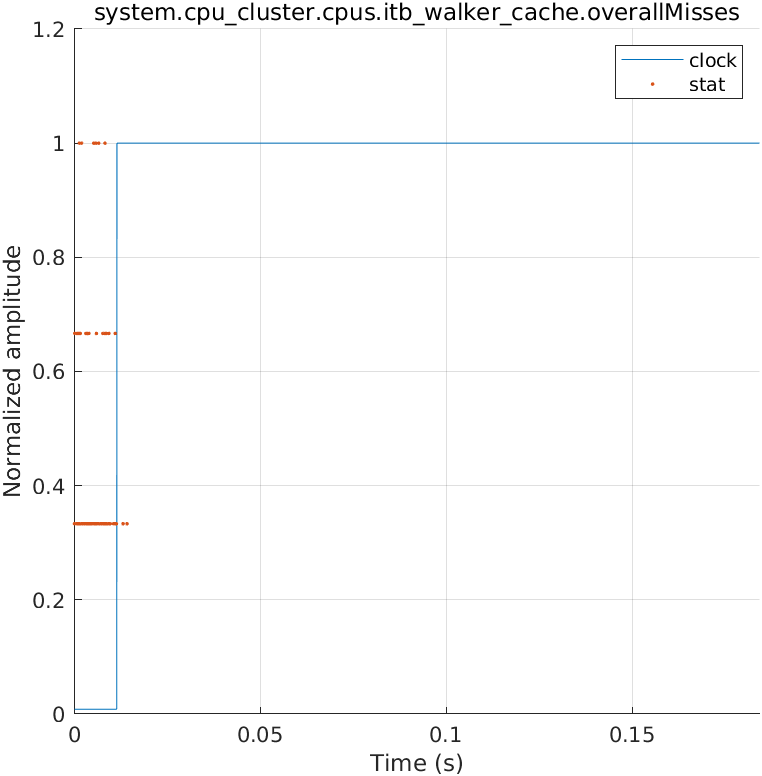 system.cpu_cluster.cpus.itb_walker_cache.overallMisses
1.2
1
0.8
0.6
0.4
0.2
0
Normalized amplitude
clock
stat
0
0.05
0.1
0.15
Time (s)